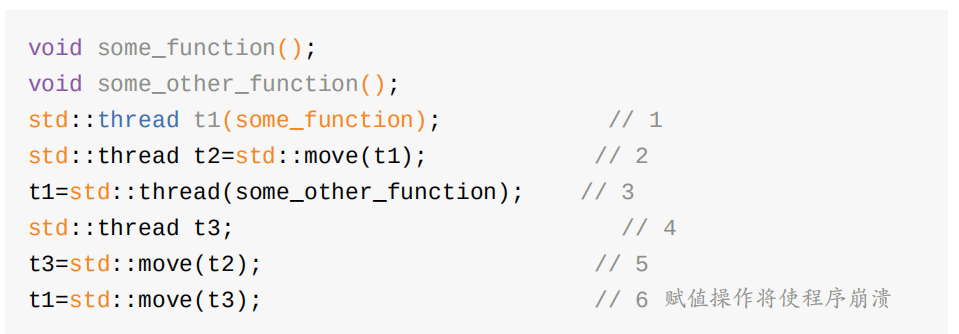 void some_function();
void some_other_function();
std::thread t1(some_function); // 1
std::thread t2=std::move(t1); // 2
t1=std::thread(some_other_function); // 3
std::thread t3; // 4
t3=std::move(t2); // 5
t1=std::move(t3); // 6 赋值操作将使程序崩溃